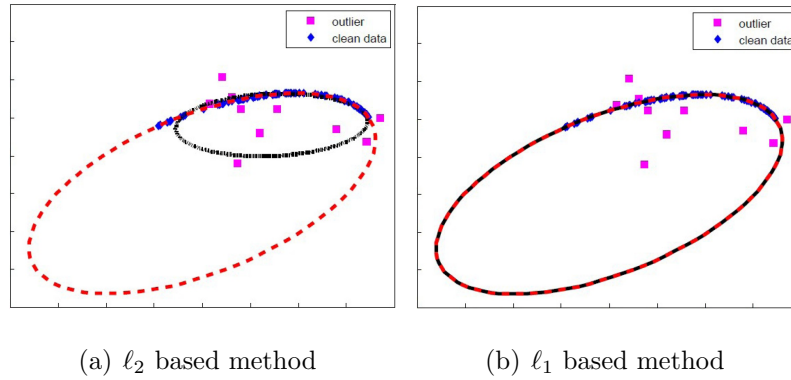 outlier
clean data
outlier
clean data
(a) ℓ₂ based method
(b) ℓ₁ based method